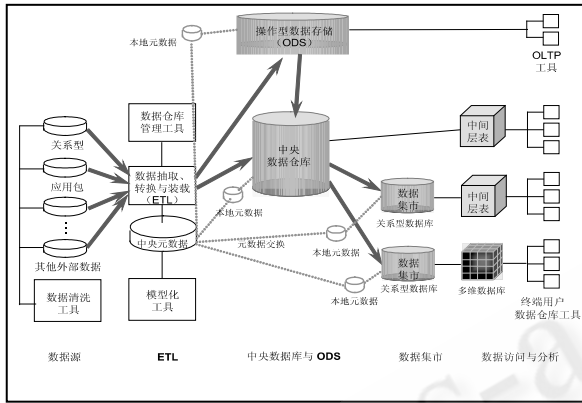 操作型数据存储
（ODS）
本地元数据
OLTP
工具
数据仓库
管理工具
关系型
中央
数据仓库
中间
层表
应用包
数据抽取、
转换与装载
（ETL）
数据
集市
中间
层表
本地元数据
关系型数据库
中央元数据
元数据交换
本地元数据
其他外部数据
数据
集市
关系型数据库
多维数据库
本地元数据
数据清洗
工具
模型化
工具
终端用户
数据仓库工具
数据源
ETL
中央数据库与 ODS
数据集市
数据访问与分析